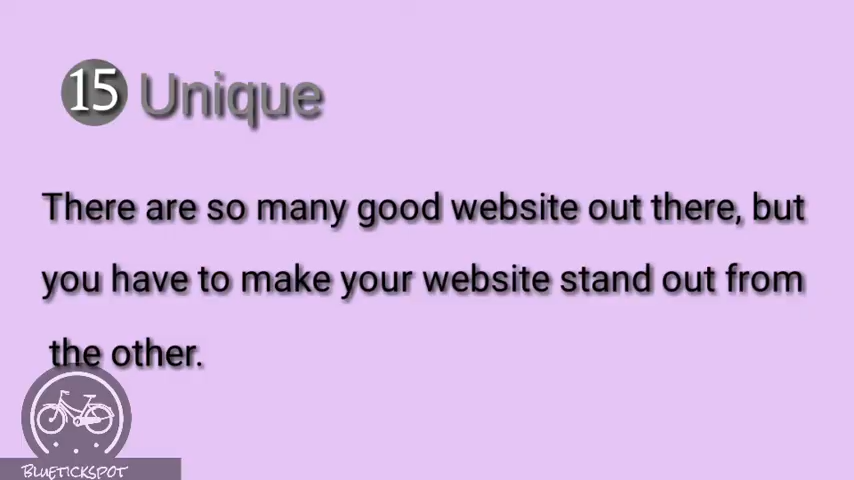 15 Unique
There are so many good website out there, but
you have to make your website stand out from
the other.
BLUETICKSPOT